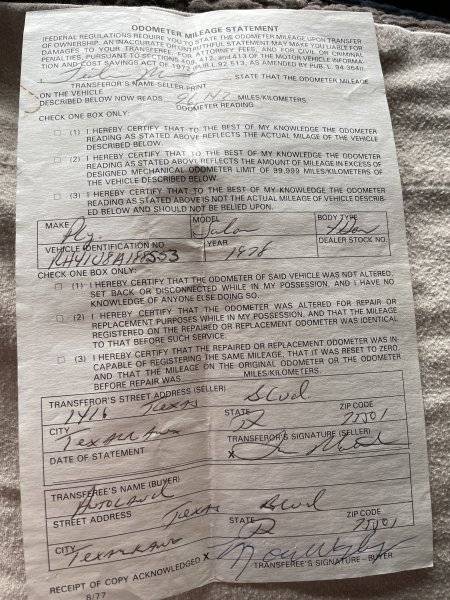 ODOMETER MILEAGE STATEMENT
(FEDERAL REGULATIONS REQUIRE YOU TO STATE THE ODOMETER MILEAGE UPON TRANSFER
OF OWNERSHIP. AN INACCURATE OR UNTRUTHFUL STATEMENT MAY MAKE YOU LIABLE FOR
DAMAGES TO YOUR TRANSFEREE, FOR ATTORNEY FEES, AND FOR CIVIL OR CRIMINAL
PENALTIES, PURSUANT TO SECTIONS 409, 412, and 413 OF THE MOTOR VEHICLE INFORMA-
TION AND COST SAVINGS ACT OF 1972 (PUB L. 92 513, AS AMENDED BY PUB. L. 94-364)).
I, STATE THAT THE ODOMETER MILEAGE
TRANSFEROR'S NAME-SELLER-PRINT
ON THE VEHICLE
DESCRIBED BELOW NOW READS MILES/KILOMETERS.
ODOMETER READING
CHECK ONE BOX ONLY
(1) I HEREBY CERTIFY THAT TO THE BEST OF MY KNOWLEDGE THE ODOMETER
READING AS STATED ABOVE REFLECTS THE ACTUAL MILEAGE OF THE VEHICLE
DESCRIBED BELOW.
(2) I HEREBY CERTIFY THAT TO THE BEST OF MY KNOWLEDGE THE ODOMETER
READING AS STATED ABOVE REFLECTS THE AMOUNT OF MILEAGE IN EXCESS OF
DESIGNED MECHANICAL ODOMETER LIMIT OF 99,999 MILES/KILOMETERS OF
THE VEHICLE DESCRIBED BELOW.
(3) I HEREBY CERTIFY THAT TO THE BEST OF MY KNOWLEDGE THE ODOMETER
READING AS STATED ABOVE IS NOT THE ACTUAL MILEAGE OF VEHICLE DESCRIB-
ED BELOW AND SHOULD NOT BE RELIED UPON.
MAKE Ply. MODEL BODY TYPE
VEHICLE IDENTIFICATION NO. YEAR 1978 DEALER STOCK NO.
CHECK ONE BOX ONLY:
(1) I HEREBY CERTIFY THAT THE ODOMETER OF SAID VEHICLE WAS NOT ALTERED,
SET BACK OR DISCONNECTED WHILE IN MY POSSESSION, AND I HAVE NO
KNOWLEDGE OF ANYONE ELSE DOING SO.
(2) I HEREBY CERTIFY THAT THE ODOMETER WAS ALTERED FOR REPAIR OR
REPLACEMENT PURPOSES WHILE IN MY POSSESSION, AND THAT THE MILEAGE
REGISTERED ON THE REPAIRED OR REPLACEMENT ODOMETER WAS IDENTICAL
TO THAT BEFORE SUCH SERVICE.
(3) I HEREBY CERTIFY THAT THE REPAIRED OR REPLACEMENT ODOMETER WAS IN-
CAPABLE OF REGISTERING THE SAME MILEAGE, THAT IT WAS RESET TO ZERO,
AND THAT THE MILEAGE ON THE ORIGINAL ODOMETER OR THE ODOMETER
BEFORE REPAIR WAS MILES/KILOMETERS.
TRANSFEROR'S STREET ADDRESS (SELLER)
1416 Texas Blvd
CITY STATE ZIP CODE
75501
DATE OF STATEMENT TRANSFEROR'S SIGNATURE (SELLER)
X
TRANSFEREE'S NAME (BUYER)
STREET ADDRESS Texas Blvd
CITY STATE ZIP CODE
75501
RECEIPT OF COPY ACKNOWLEDGED X
TRANSFEREE'S SIGNATURE - BUYER
8/77